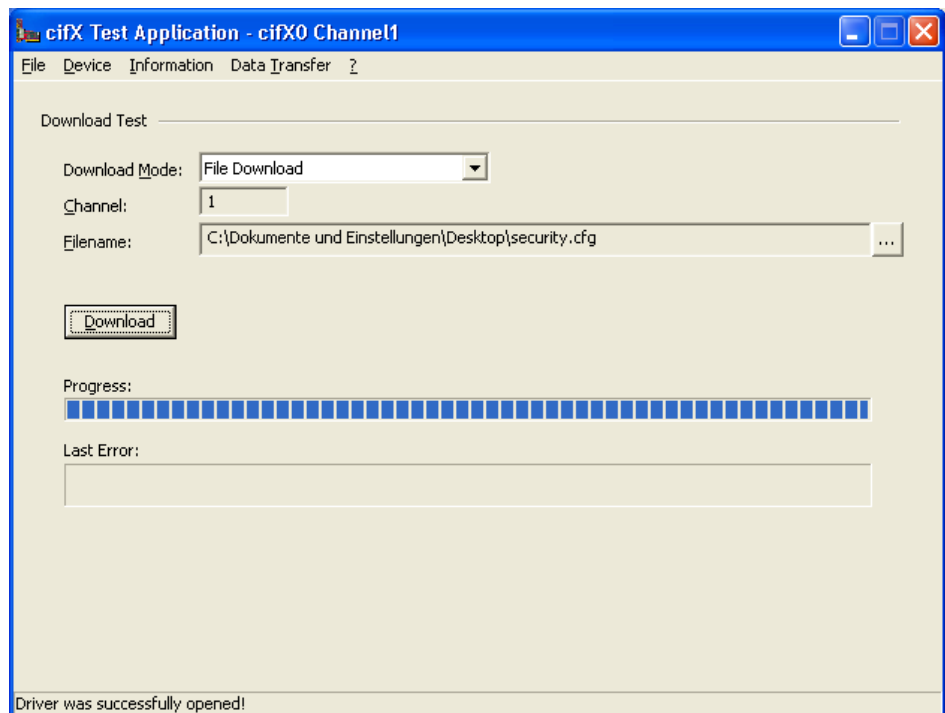 cifX Test Application - cifX0 Channel1
File Device Information Data Transfer ?
Download Test
Download Mode: File Download
Channel: 1
Filename: C:\Dokumente und Einstellungen\Desktop\security.cfg ...
Download
Progress:
Last Error:
Driver was successfully opened!